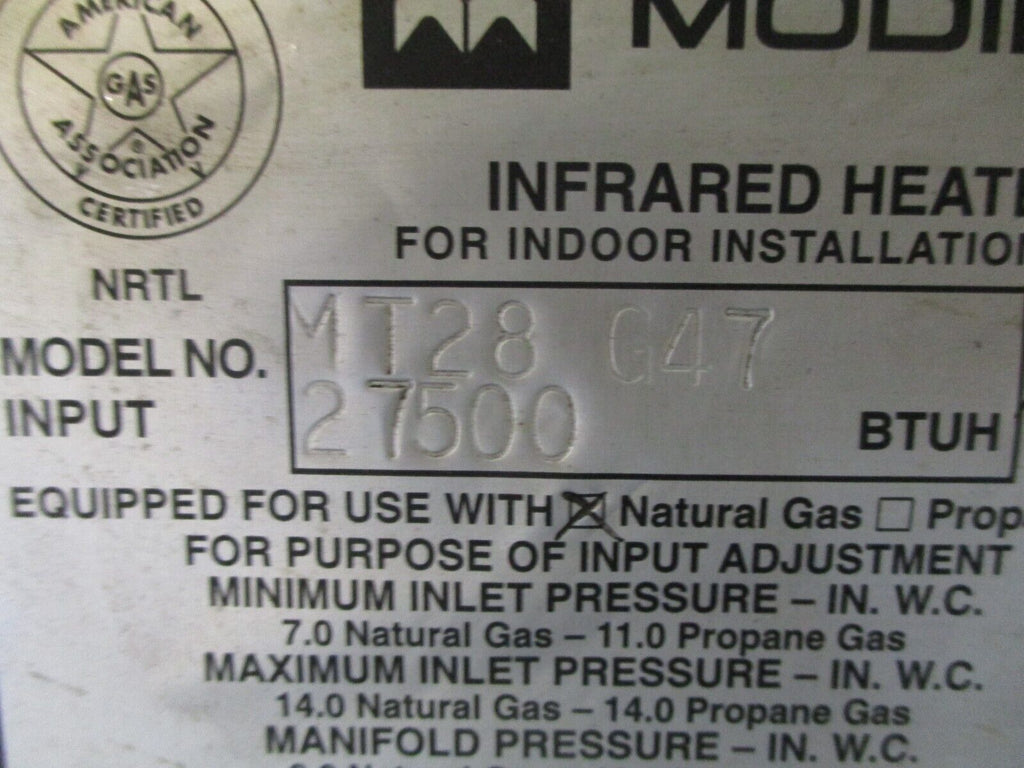 AMERICAN
GAS
ASSOCIATION
®
CERTIFIED
MODI
INFRARED HEAT
FOR INDOOR INSTALLATIO
NRTL
MODEL NO. MT28 G47
INPUT 27500 BTUH
EQUIPPED FOR USE WITH ☒ Natural Gas ☐ Prop
FOR PURPOSE OF INPUT ADJUSTMENT
MINIMUM INLET PRESSURE – IN. W.C.
7.0 Natural Gas – 11.0 Propane Gas
MAXIMUM INLET PRESSURE – IN. W.C.
14.0 Natural Gas – 14.0 Propane Gas
MANIFOLD PRESSURE – IN. W.C.